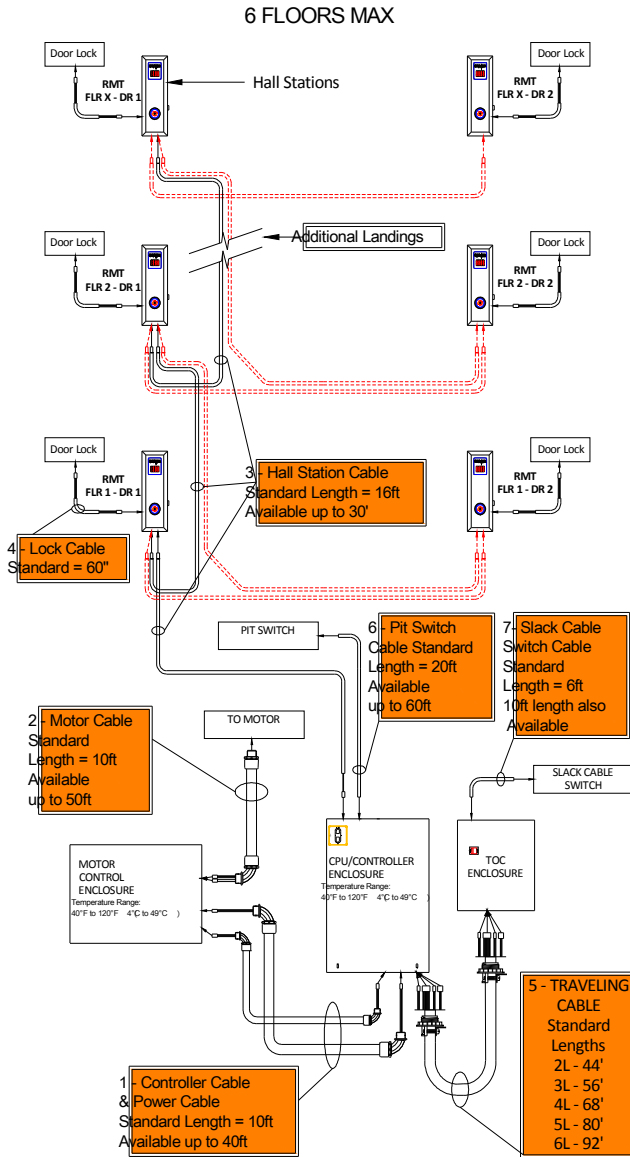 6 FLOORS MAX
Door Lock
RMT
FLR X - DR 1
Hall Stations
RMT
FLR X - DR 2
Door Lock
Additional Landings
Door Lock
RMT
FLR 2 - DR 1
RMT
FLR 2 - DR 2
Door Lock
Door Lock
RMT
FLR 1 - DR 1
RMT
FLR 1 - DR 2
Door Lock
3 - Hall Station Cable
Standard Length = 16ft
Available up to 30'
4 - Lock Cable
Standard = 60"
PIT SWITCH
6 - Pit Switch
Cable Standard
Length = 20ft
Available
up to 60ft
7 - Slack Cable
Switch Cable
Standard
Length = 6ft
10ft length also
Available
2 - Motor Cable
Standard
Length = 10ft
Available
up to 50ft
TO MOTOR
SLACK CABLE
SWITCH
MOTOR
CONTROL
ENCLOSURE
Temperature Range:
40°F to 120°F 4°C to 49°C )
CPU/CONTROLLER
ENCLOSURE
Temperature Range:
40°F to 120°F 4°C to 49°C )
TOC
ENCLOSURE
1 - Controller Cable
& Power Cable
Standard Length = 10ft
Available up to 40ft
5 - TRAVELING
CABLE
Standard
Lengths
2L - 44'
3L - 56'
4L - 68'
5L - 80'
6L - 92'